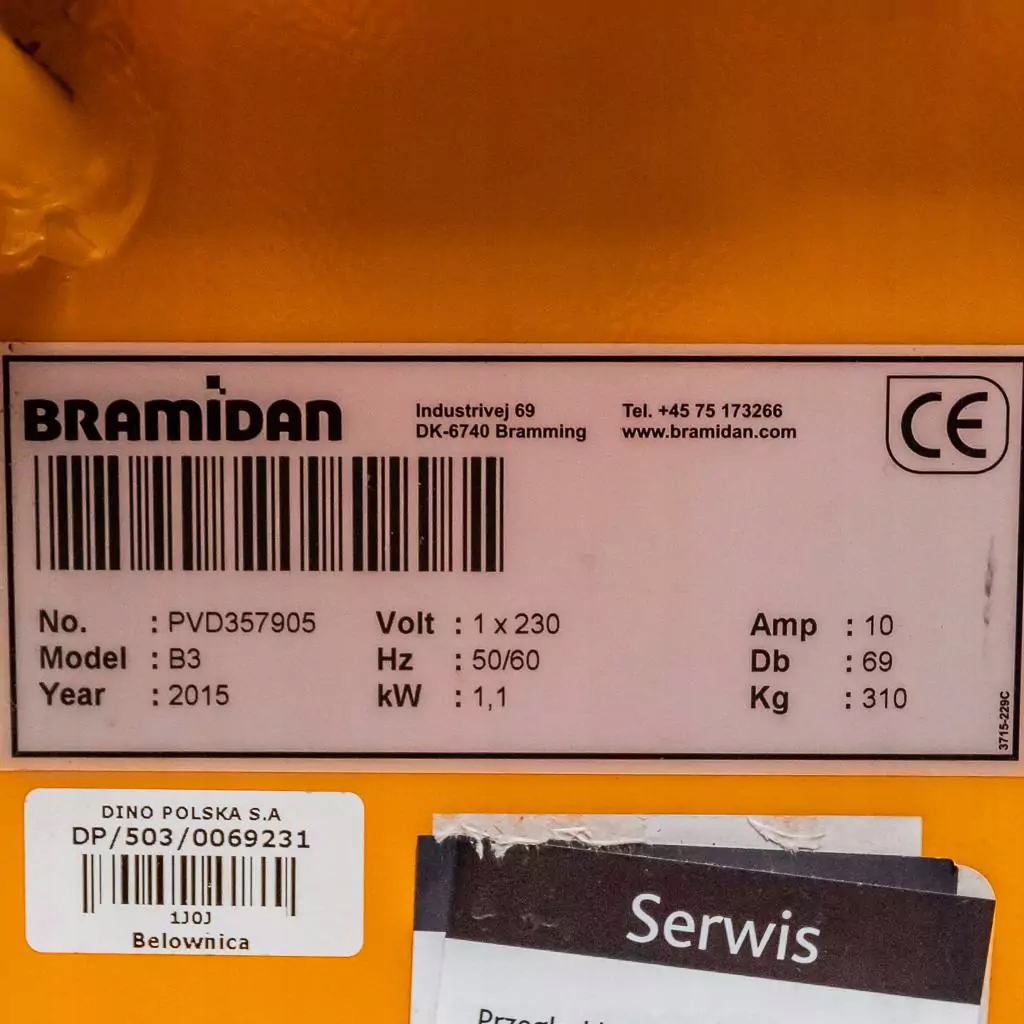 BRAMIDAN
Industrivej 69
DK-6740 Bramming
Tel. +45 75 173266
www.bramidan.com
CE
No. : PVD357905
Model : B3
Year : 2015
Volt : 1 x 230
Hz : 50/60
kW : 1,1
Amp : 10
Db : 69
Kg : 310
3715-229C
DINO POLSKA S.A
DP/503/0069231
1J0J
Belownica
Serwis